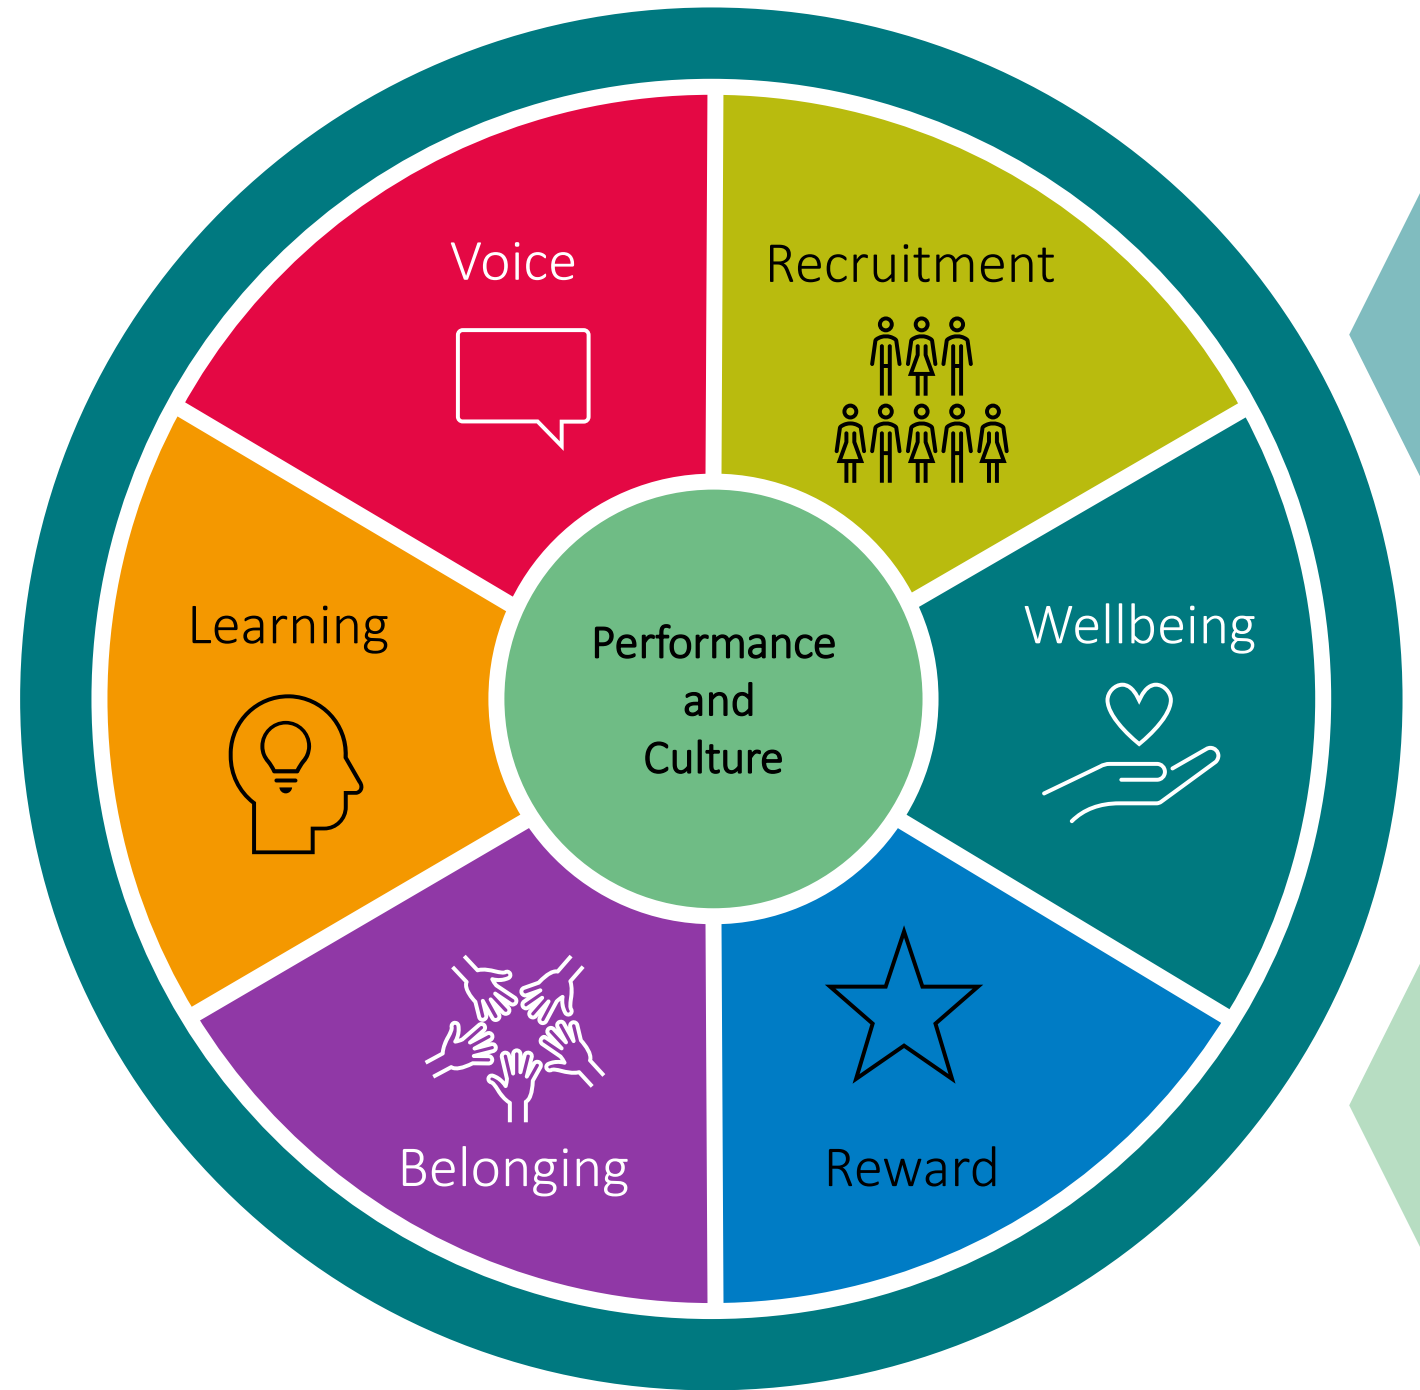 Voice
Recruitment
Learning
Wellbeing
Performance
and
Culture
Belonging
Reward